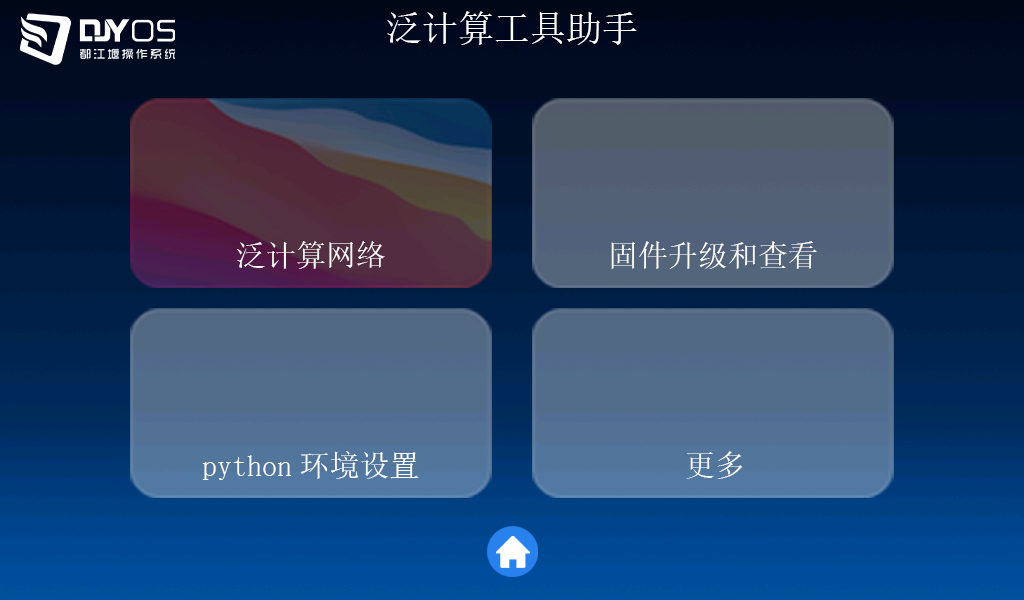 DJYOS
都江堰操作系统
泛计算工具助手
泛计算网络
固件升级和查看
python 环境设置
更多